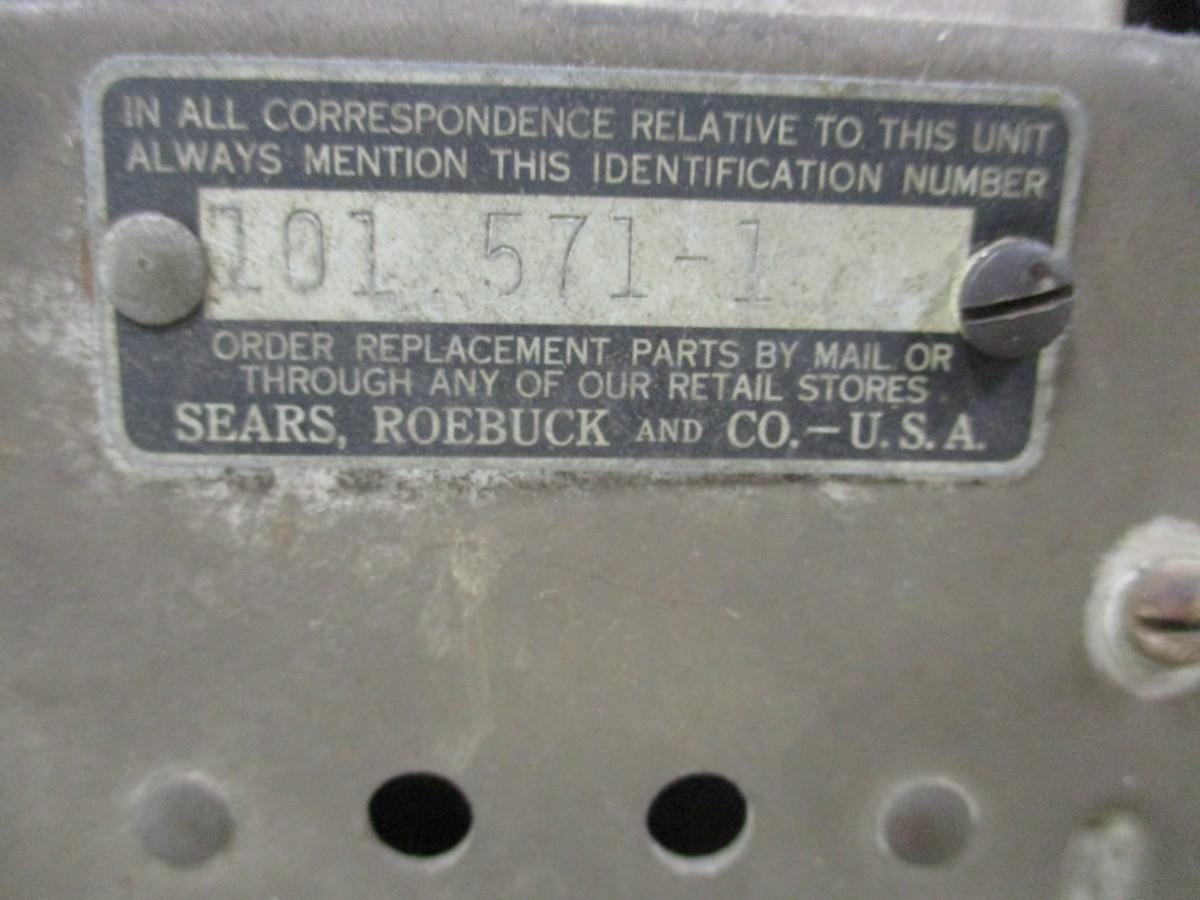 IN ALL CORRESPONDENCE RELATIVE TO THIS UNIT
ALWAYS MENTION THIS IDENTIFICATION NUMBER
101.571-1
ORDER REPLACEMENT PARTS BY MAIL OR
THROUGH ANY OF OUR RETAIL STORES
SEARS, ROEBUCK AND CO.—U.S.A.